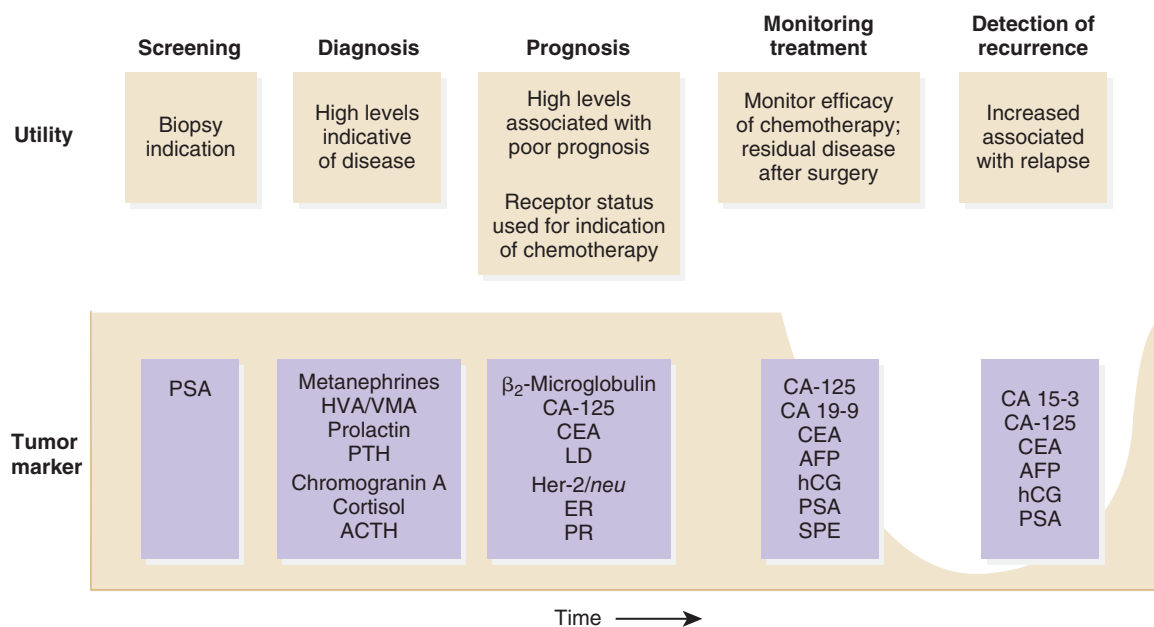 Screening
Diagnosis
Prognosis
Monitoring
treatment
Detection of
recurrence
Utility
Biopsy
indication
High levels
indicative
of disease
High levels
associated with
poor prognosis
Receptor status
used for indication
of chemotherapy
Monitor efficacy
of chemotherapy;
residual disease
after surgery
Increased
associated
with relapse
Tumor
marker
PSA
Metanephrines
HVA/VMA
Prolactin
PTH
Chromogranin A
Cortisol
ACTH
β₂-Microglobulin
CA-125
CEA
LD
Her-2/neu
ER
PR
CA-125
CA 19-9
CEA
AFP
hCG
PSA
SPE
CA 15-3
CA-125
CEA
AFP
hCG
PSA
Time